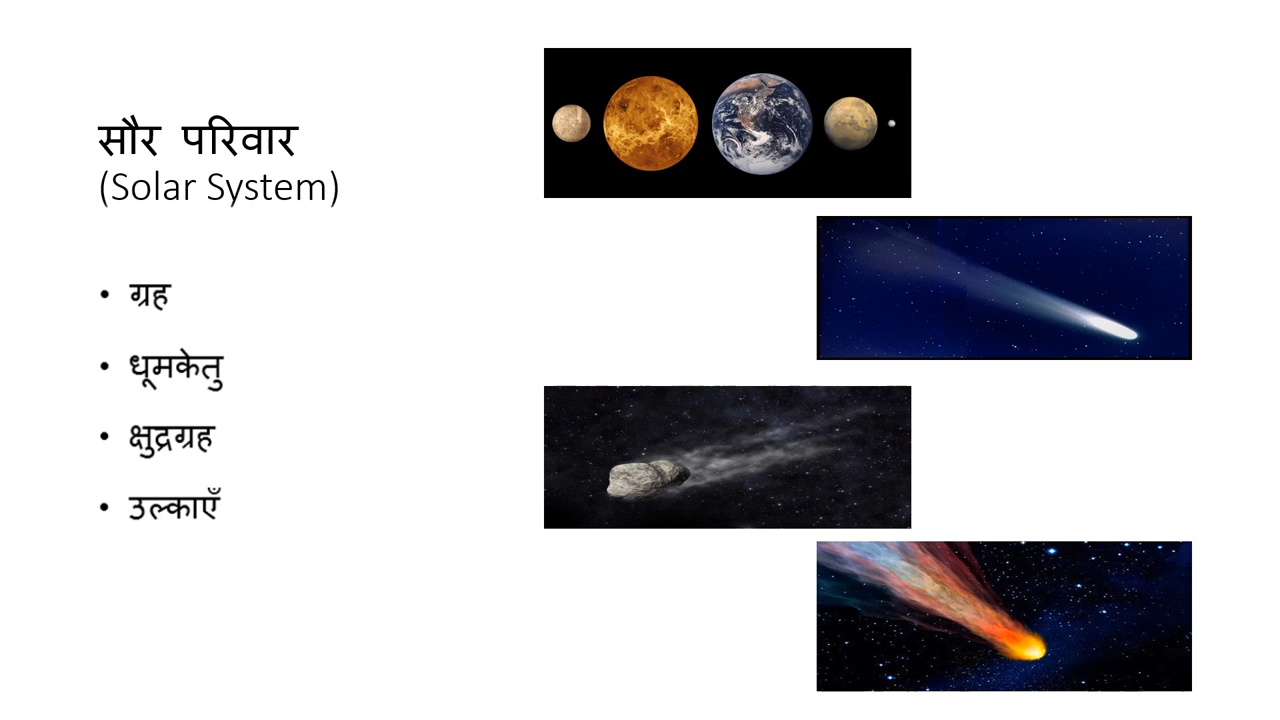 सौर परिवार
(Solar System)
• ग्रह
• धूमकेतु
• क्षुद्रग्रह
• उल्काएँ